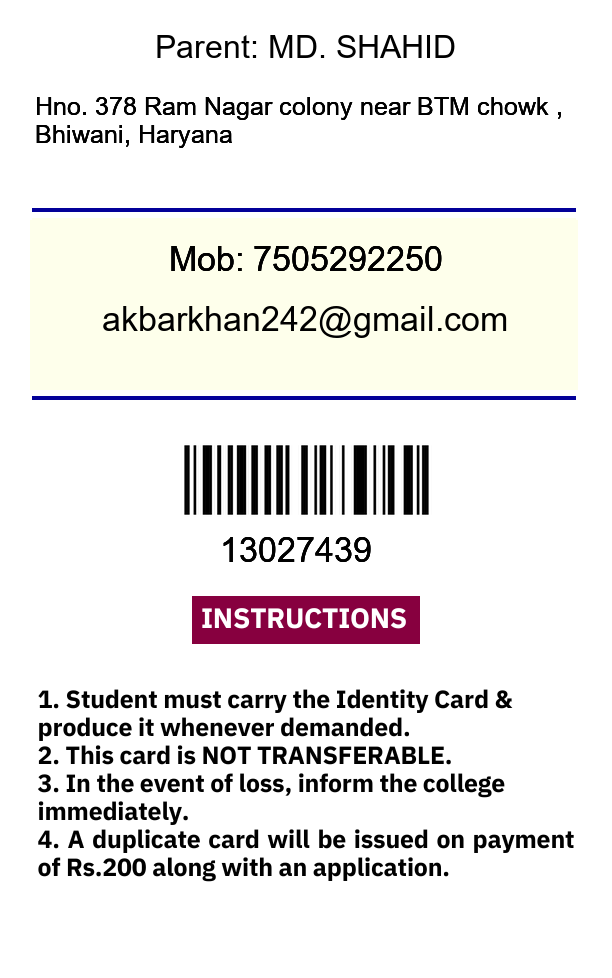 Parent: MD. SHAHID
Hno. 378 Ram Nagar colony near BTM chowk ,
Bhiwani, Haryana
Mob: 7505292250
akbarkhan242@gmail.com
13027439
INSTRUCTIONS
1. Student must carry the Identity Card &
produce it whenever demanded.
2. This card is NOT TRANSFERABLE.
3. In the event of loss, inform the college
immediately.
4. A duplicate card will be issued on payment
of Rs.200 along with an application.